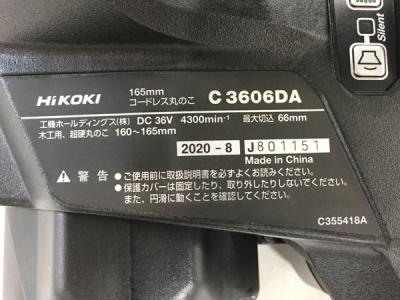 Silent
HiKOKI
165mm
コードレス丸のこ
C 3606DA
工機ホールディングス(株) DC 36V 4300min-1 最大切込 66mm
木工用、超硬丸のこ 160～165mm
2020-8 J801151
Made in China
警告
●ご使用前に取扱説明書を必ずよくお読みください。
●保護カバーは固定したり、取り外したりしないでください。
また、円滑に動くことを確認してください。
C355418A